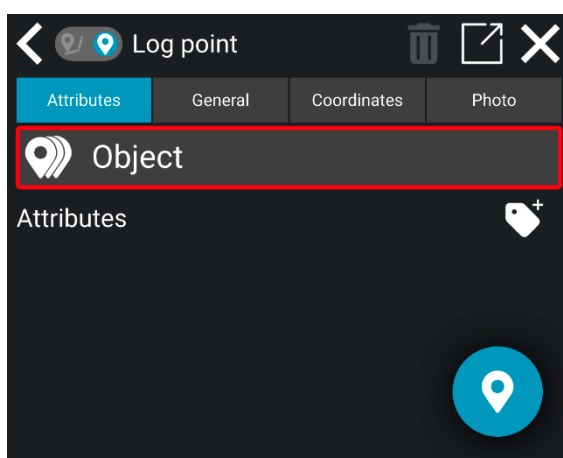 Log point
Attributes General Coordinates Photo
Object
Attributes